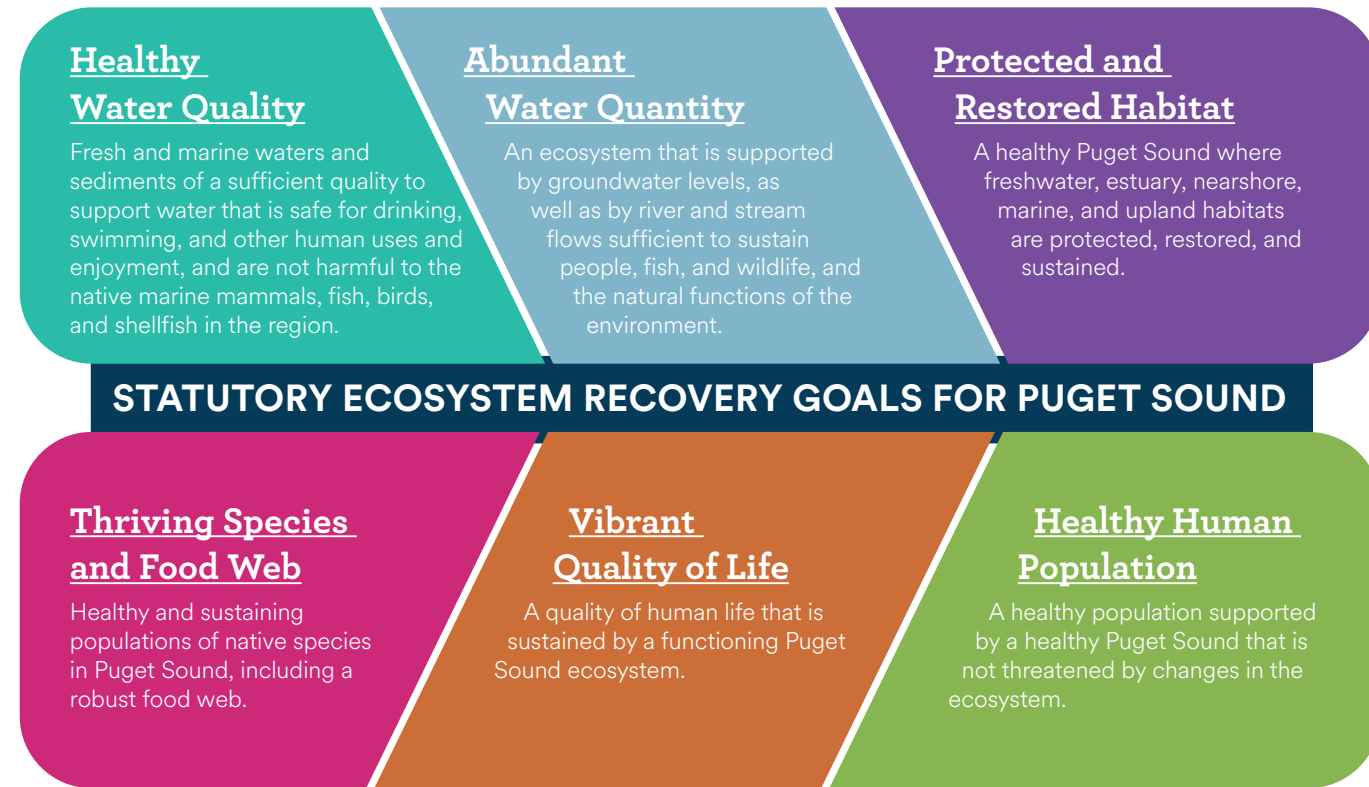 Healthy
Water Quality
Fresh and marine waters and
sediments of a sufficient quality to
support water that is safe for drinking,
swimming, and other human uses and
enjoyment, and are not harmful to the
native marine mammals, fish, birds,
and shellfish in the region.
Abundant
Water Quantity
An ecosystem that is supported
by groundwater levels, as
well as by river and stream
flows sufficient to sustain
people, fish, and wildlife, and
the natural functions of the
environment.
Protected and
Restored Habitat
A healthy Puget Sound where
freshwater, estuary, nearshore,
marine, and upland habitats
are protected, restored, and
sustained.
STATUTORY ECOSYSTEM RECOVERY GOALS FOR PUGET SOUND
Thriving Species
and Food Web
Healthy and sustaining
populations of native species
in Puget Sound, including a
robust food web.
Vibrant
Quality of Life
A quality of human life that is
sustained by a functioning Puget
Sound ecosystem.
Healthy Human
Population
A healthy population supported
by a healthy Puget Sound that is
not threatened by changes in the
ecosystem.